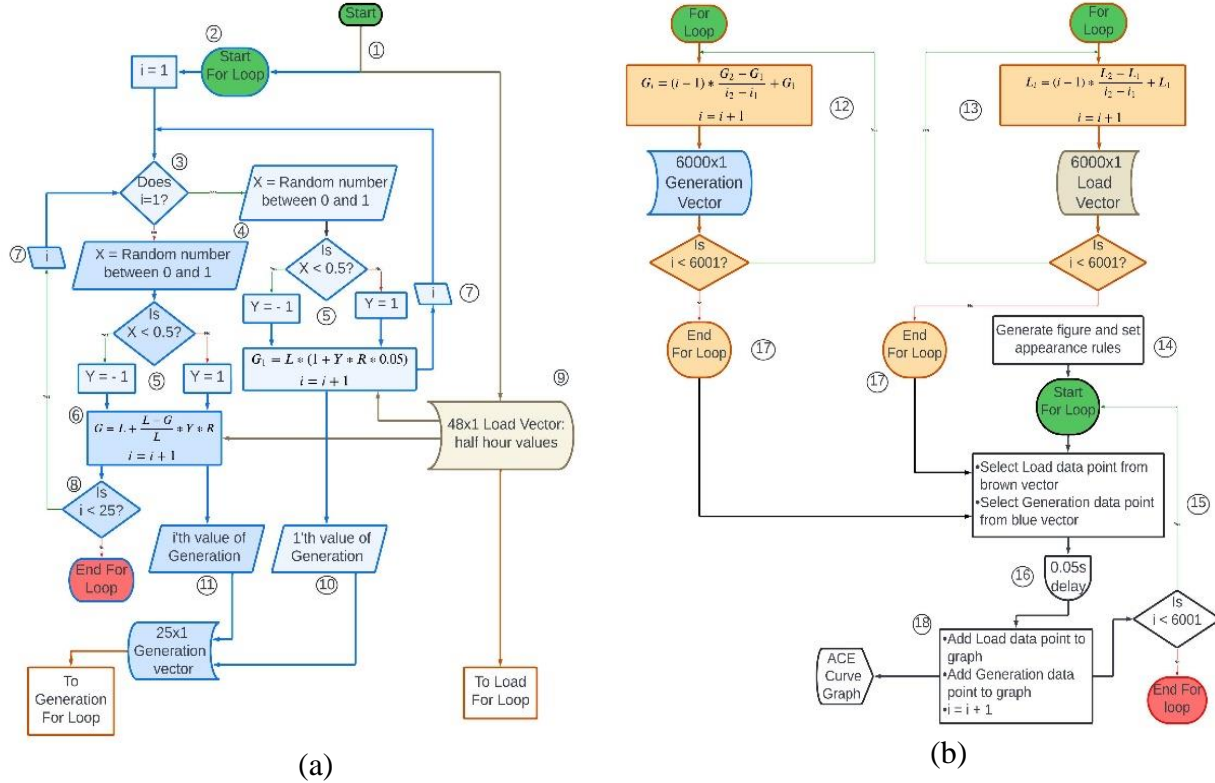 Start
①
②
Start
For Loop
i = 1
③
Does
i=1?
X = Random number
between 0 and 1
④
X = Random number
between 0 and 1
⑦
i
Is
X < 0.5?
Y = - 1
Y = 1
⑤
i
⑦
Is
X < 0.5?
Y = - 1
Y = 1
⑤
G₁ = L * (1 + Y * R * 0.05)
i = i + 1
⑨
48x1 Load Vector:
half hour values
⑥
G = L + (L − G)/L * Y * R
i = i + 1
⑧
Is
i < 25?
End For
Loop
i'th value of
Generation
⑪
1'th value of
Generation
⑩
25x1
Generation
vector
To
Generation
For Loop
To Load
For Loop
(a)
For
Loop
Gᵢ = (i − 1) * (G₂ − G₁)/(i₂ − i₁) + G₁
i = i + 1
⑫
6000x1
Generation
Vector
Is
i < 6001?
End
For Loop
⑰
For
Loop
(i − 1) * (L₂ − L₁)/(i₂ − i₁) + L₁
i = i + 1
⑬
6000x1
Load
Vector
Is
i < 6001?
End
For Loop
⑰
Generate figure and set
appearance rules
⑭
Start
For Loop
•Select Load data point from
brown vector
•Select Generation data point
from blue vector
⑮
⑯
0.05s
delay
⑱
•Add Load data point to
graph
•Add Generation data
point to graph
•i = i + 1
ACE
Curve
Graph
Is
i < 6001
End For
loop
(b)